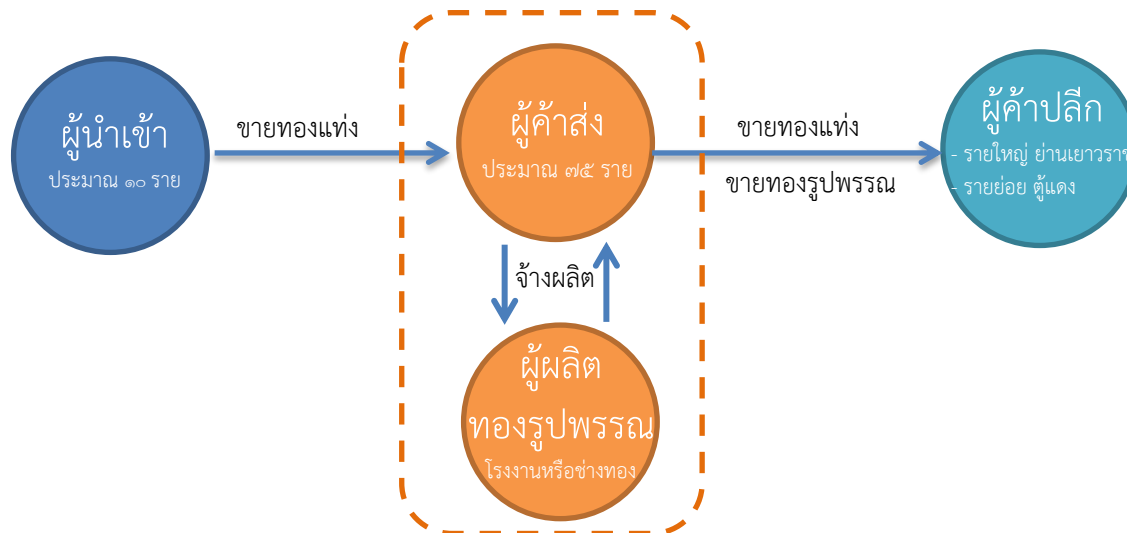 ผู้นำเข้า
ประมาณ ๑๐ ราย
ขายทองแท่ง
ผู้ค้าส่ง
ประมาณ ๗๕ ราย
ขายทองแท่ง
ขายทองรูปพรรณ
ผู้ค้าปลีก
- รายใหญ่ ย่านเยาวราช
- รายย่อย ตู้แดง
จ้างผลิต
ผู้ผลิต
ทองรูปพรรณ
โรงงานหรือช่างทอง